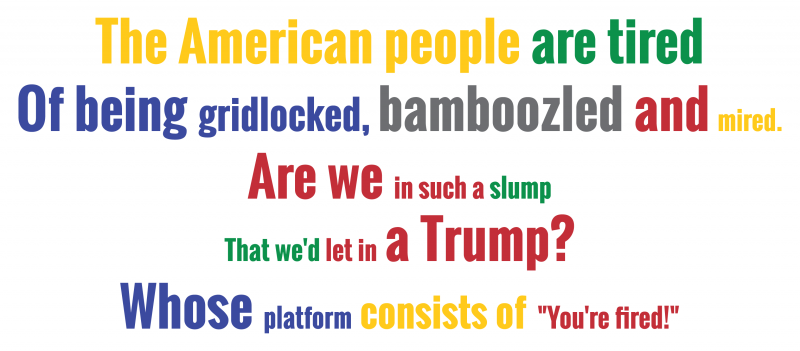 The American people are tired
Of being gridlocked, bamboozled and mired.
Are we in such a slump
That we'd let in a Trump?
Whose platform consists of "You're fired!"